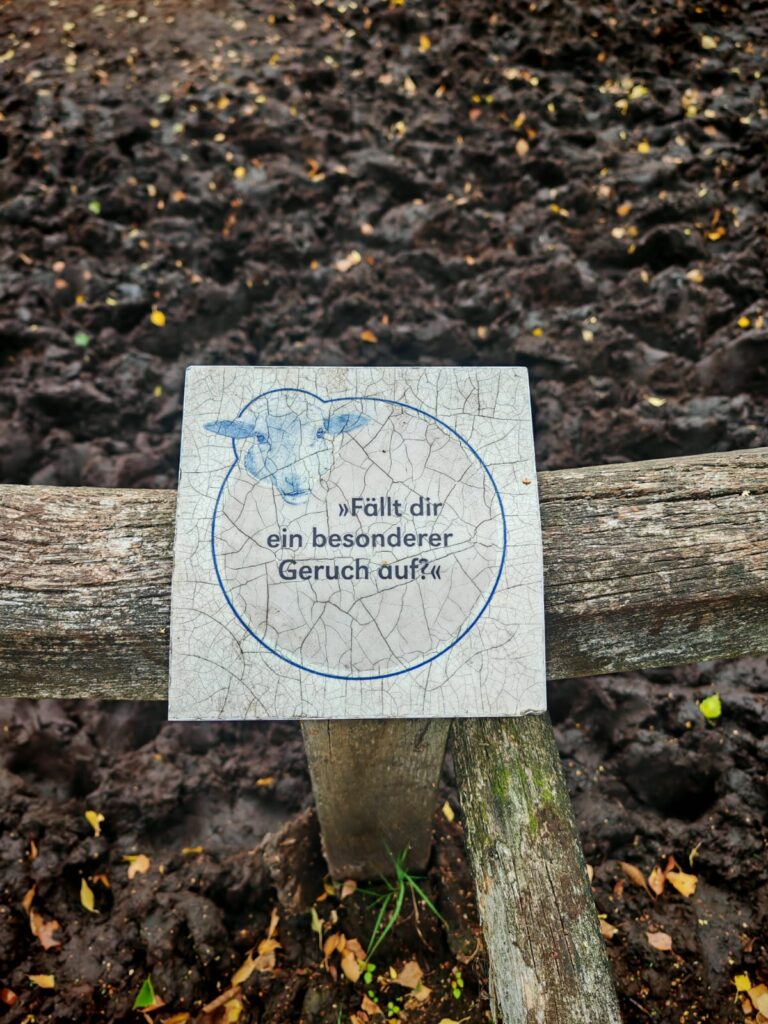 »Fällt dir
ein besonderer
Geruch auf?«